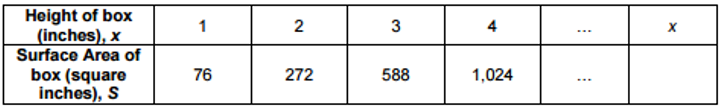 Height of box
(inches), x
1 2 3 4 ... x
Surface Area of
box (square
inches), S
76 272 588 1,024 ...